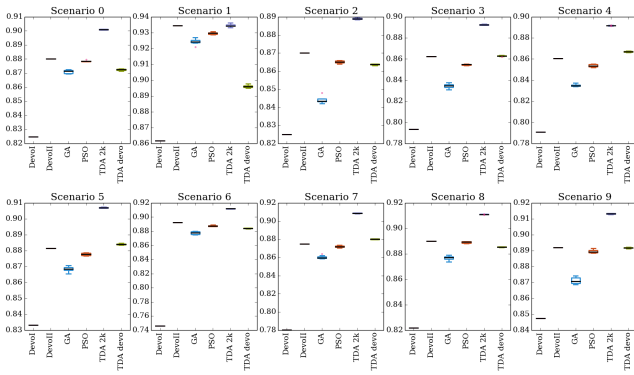 Scenario 0
0.91
0.90
0.89
0.88
0.87
0.86
0.85
0.84
0.83
0.82
DevoI
DevoII
GA
PSO
TDA 2k
TDA devo
Scenario 1
0.94
0.93
0.92
0.91
0.90
0.89
0.88
0.87
0.86
DevoI
DevoII
GA
PSO
TDA 2k
TDA devo
Scenario 2
0.89
0.88
0.87
0.86
0.85
0.84
0.83
0.82
DevoI
DevoII
GA
PSO
TDA 2k
TDA devo
Scenario 3
0.90
0.88
0.86
0.84
0.82
0.80
0.78
DevoI
DevoII
GA
PSO
TDA 2k
TDA devo
Scenario 4
0.90
0.88
0.86
0.84
0.82
0.80
0.78
DevoI
DevoII
GA
PSO
TDA 2k
TDA devo
Scenario 5
0.91
0.90
0.89
0.88
0.87
0.86
0.85
0.84
0.83
DevoI
DevoII
GA
PSO
TDA 2k
TDA devo
Scenario 6
0.92
0.90
0.88
0.86
0.84
0.82
0.80
0.78
0.76
0.74
DevoI
DevoII
GA
PSO
TDA 2k
TDA devo
Scenario 7
0.92
0.90
0.88
0.86
0.84
0.82
0.80
0.78
DevoI
DevoII
GA
PSO
TDA 2k
TDA devo
Scenario 8
0.92
0.90
0.88
0.86
0.84
0.82
DevoI
DevoII
GA
PSO
TDA 2k
TDA devo
Scenario 9
0.92
0.91
0.90
0.89
0.88
0.87
0.86
0.85
0.84
DevoI
DevoII
GA
PSO
TDA 2k
TDA devo